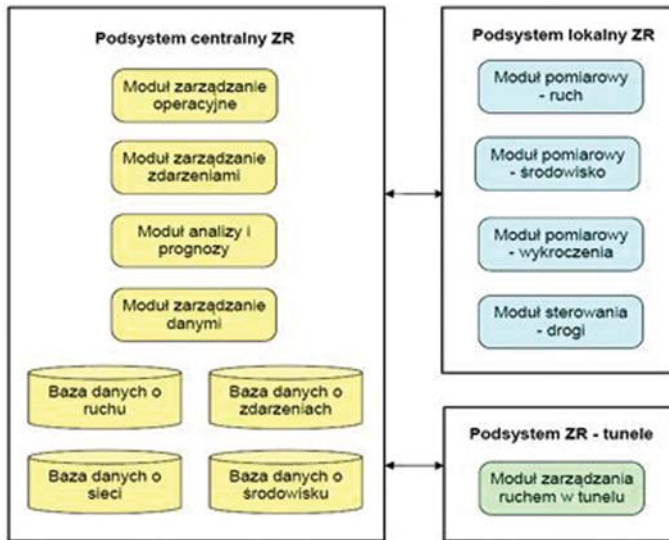 Podsystem centralny ZR
Moduł zarządzanie
operacyjne
Moduł zarządzanie
zdarzeniami
Moduł analizy i
prognozy
Moduł zarządzanie
danymi
Baza danych o
ruchu
Baza danych o
zdarzeniach
Baza danych o
sieci
Baza danych o
środowisku
Podsystem lokalny ZR
Moduł pomiarowy
- ruch
Moduł pomiarowy
- środowisko
Moduł pomiarowy
- wykroczenia
Moduł sterowania
- drogi
Podsystem ZR - tunele
Moduł zarządzania
ruchem w tunelu